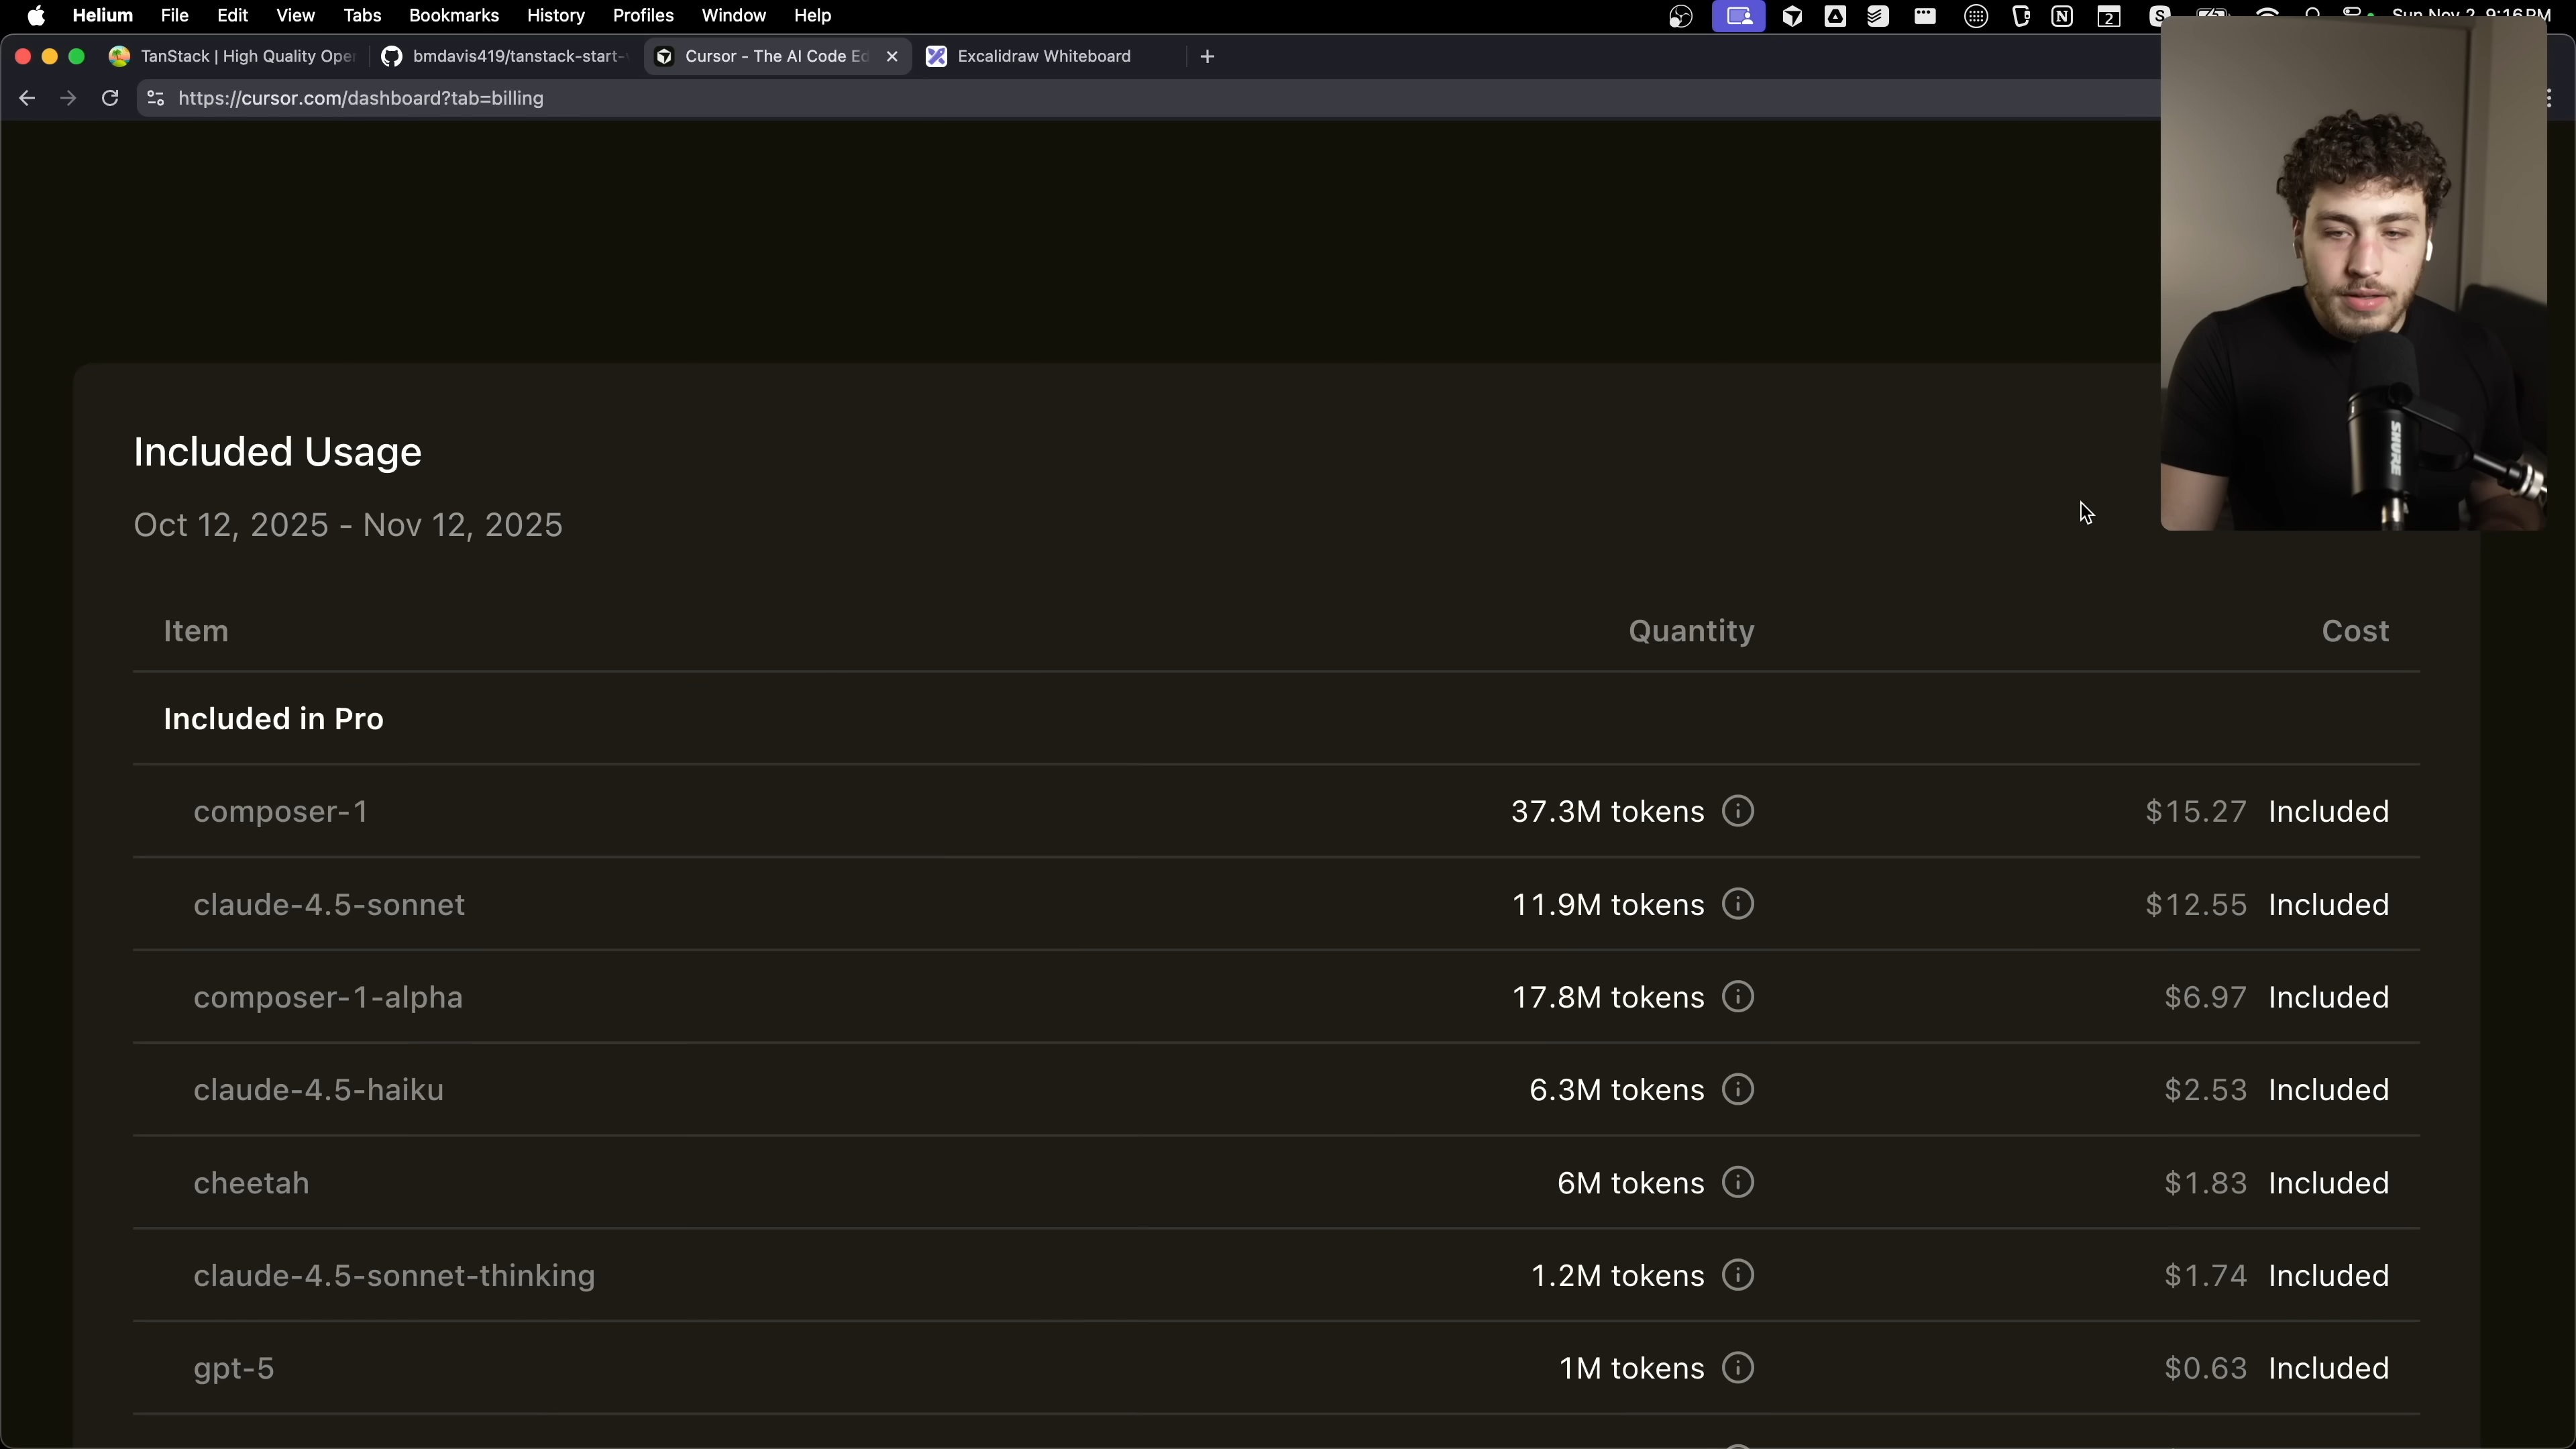 Helium File Edit View Tabs Bookmarks History Profiles Window Help
TanStack | High Quality Ope
bmdavis419/tanstack-start-
Cursor - The AI Code Ed
Excalidraw Whiteboard
https://cursor.com/dashboard?tab=billing
SHURE
Included Usage
Oct 12, 2025 - Nov 12, 2025
Item Quantity Cost
Included in Pro
composer-1 37.3M tokens $15.27 Included
claude-4.5-sonnet 11.9M tokens $12.55 Included
composer-1-alpha 17.8M tokens $6.97 Included
claude-4.5-haiku 6.3M tokens $2.53 Included
cheetah 6M tokens $1.83 Included
claude-4.5-sonnet-thinking 1.2M tokens $1.74 Included
gpt-5 1M tokens $0.63 Included